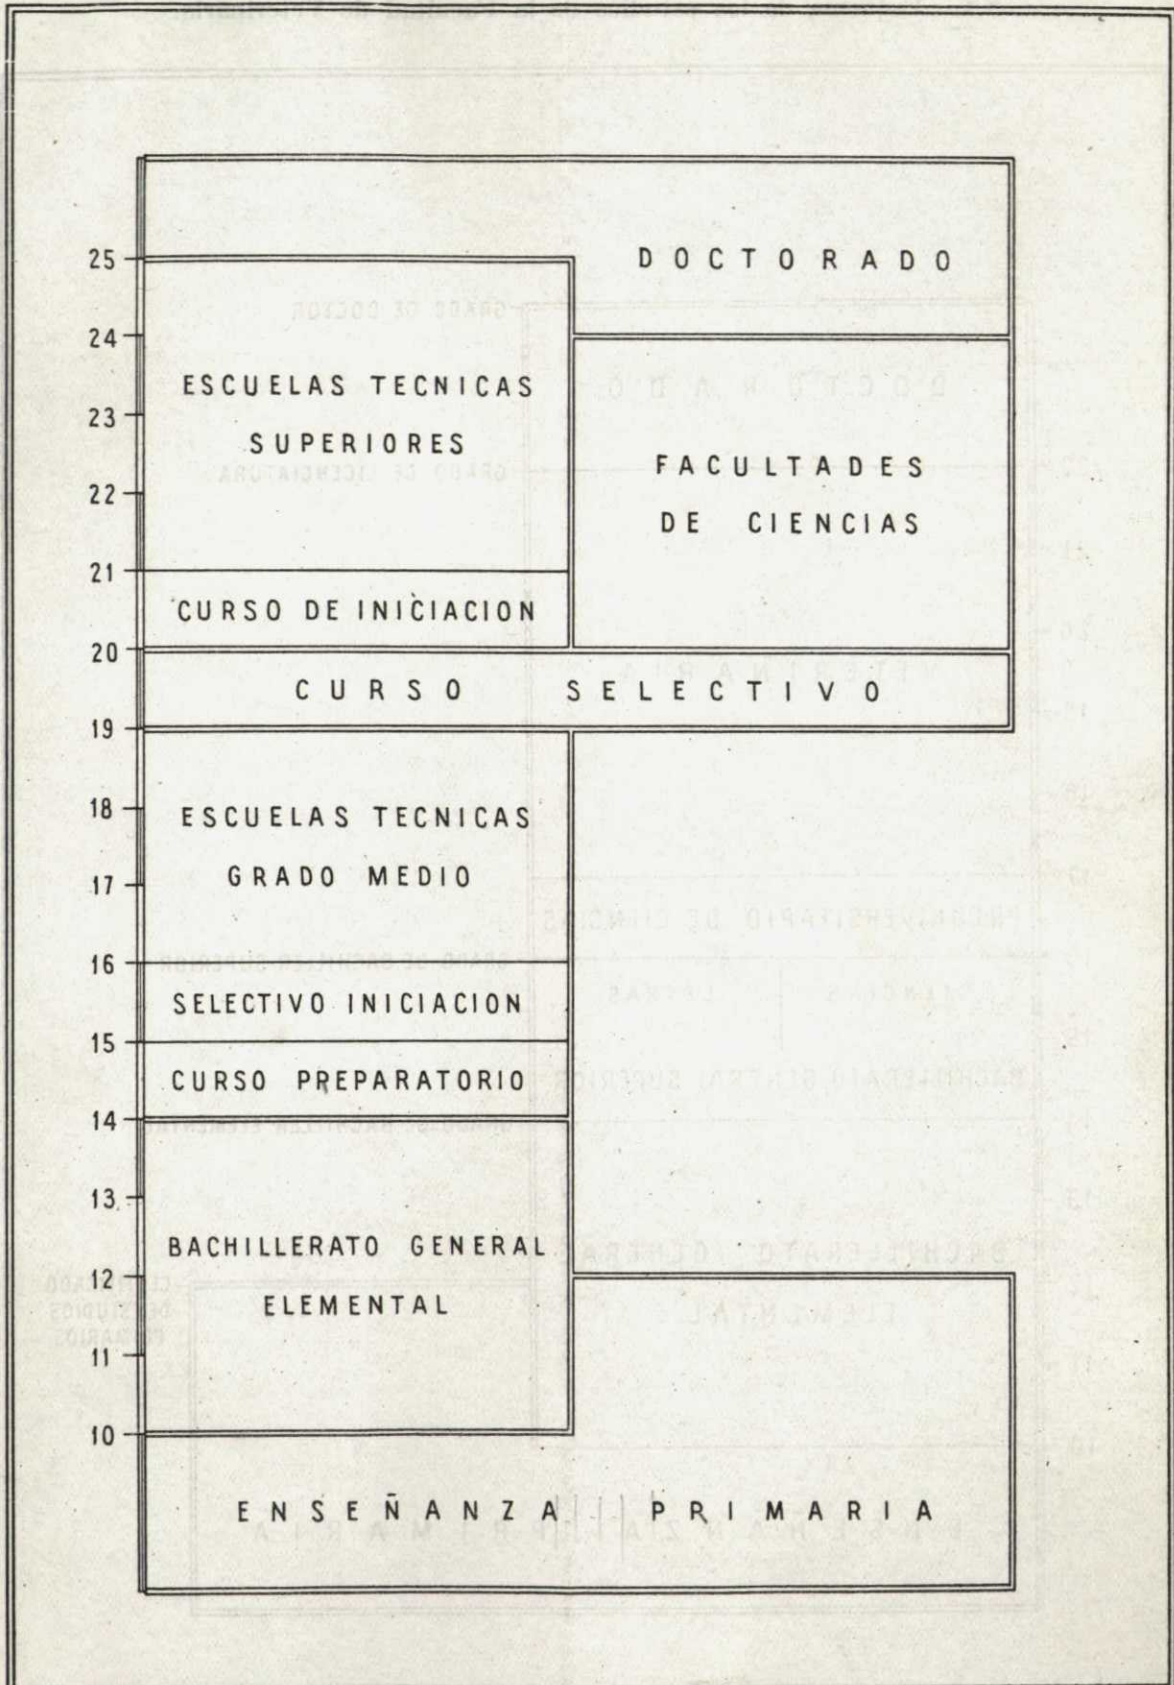 25
DOCTORADO
24
ESCUELAS TECNICAS
23
SUPERIORES
FACULTADES
22
DE CIENCIAS
21
CURSO DE INICIACION
20
CURSO SELECTIVO
19
18
ESCUELAS TECNICAS
17
GRADO MEDIO
16
SELECTIVO INICIACION
15
CURSO PREPARATORIO
14
13
BACHILLERATO GENERAL
12
ELEMENTAL
11
10
ENSEÑANZA PRIMARIA